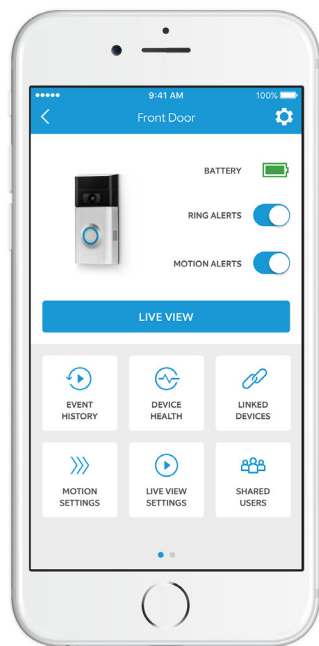 9:41 AM
100%
Front Door
BATTERY
RING ALERTS
MOTION ALERTS
LIVE VIEW
EVENT
HISTORY
DEVICE
HEALTH
LINKED
DEVICES
MOTION
SETTINGS
LIVE VIEW
SETTINGS
SHARED
USERS